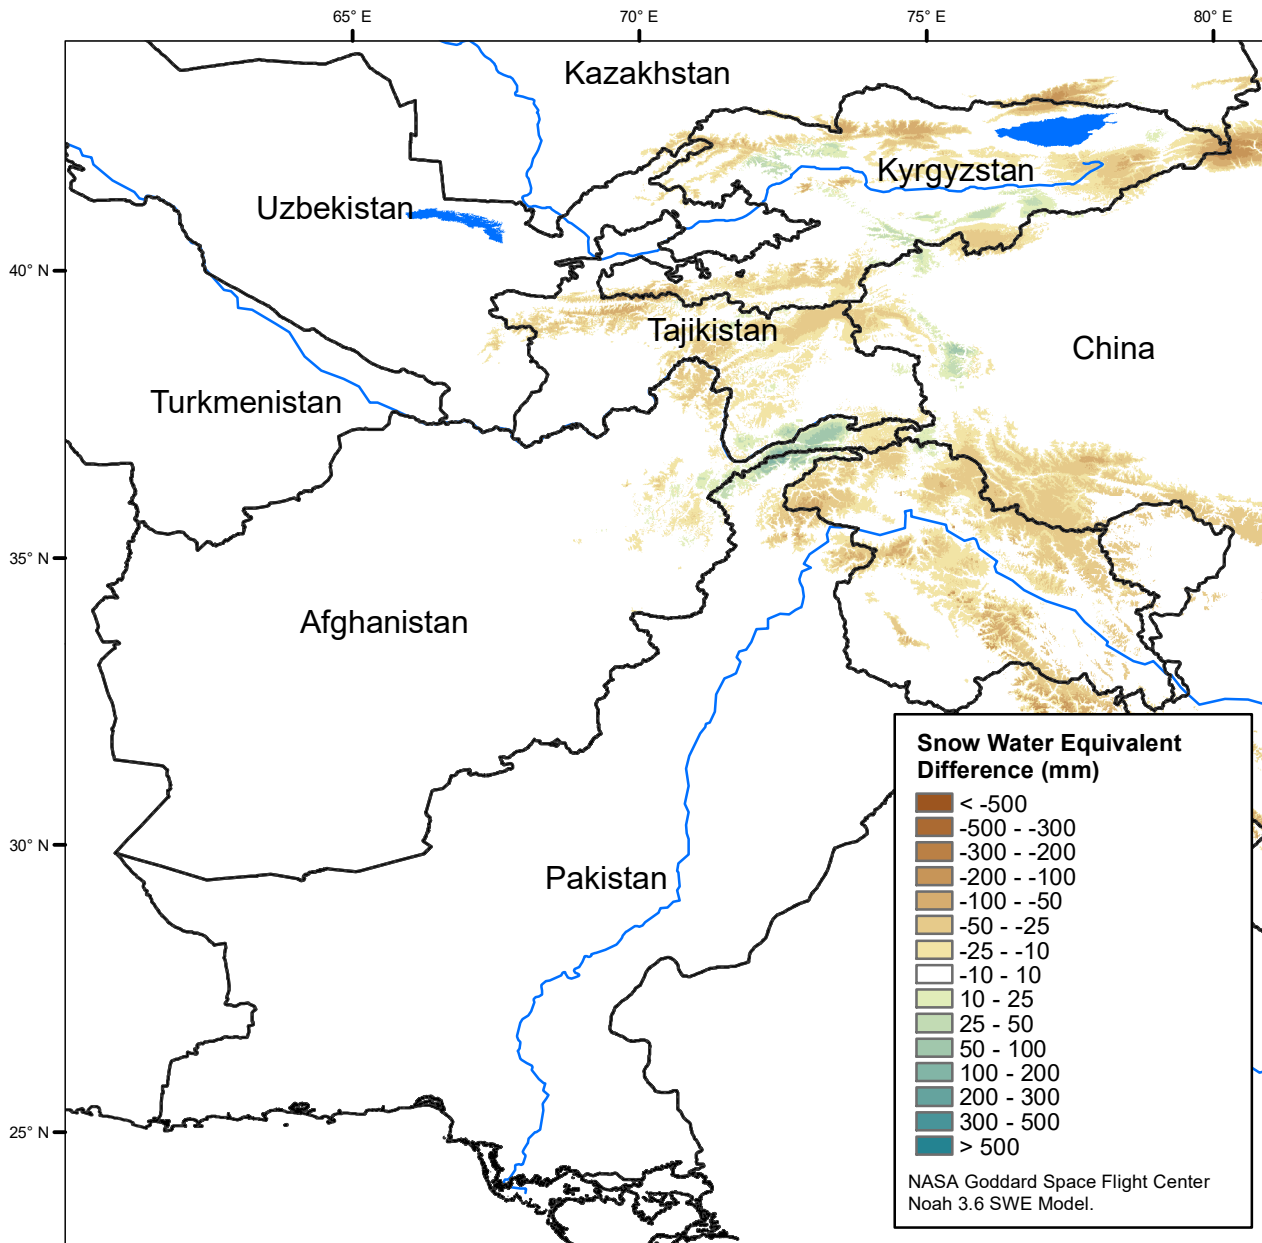 65° E
70° E
75° E
80° E
Kazakhstan
Kyrgyzstan
Uzbekistan
40° N
Tajikistan
China
Turkmenistan
35° N
Afghanistan
Snow Water Equivalent
Difference (mm)
< -500
-500 - -300
-300 - -200
-200 - -100
-100 - -50
-50 - -25
-25 - -10
-10 - 10
10 - 25
25 - 50
50 - 100
100 - 200
200 - 300
300 - 500
> 500
30° N
Pakistan
25° N
NASA Goddard Space Flight Center
Noah 3.6 SWE Model.